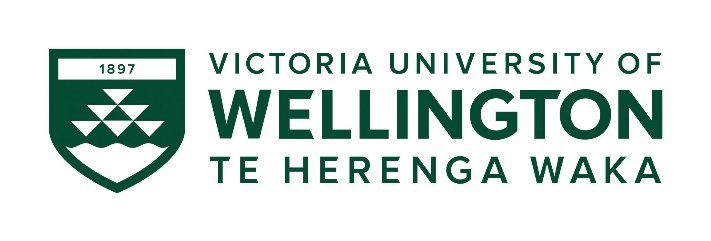 1897
VICTORIA UNIVERSITY OF
WELLINGTON
TE HERENGA WAKA